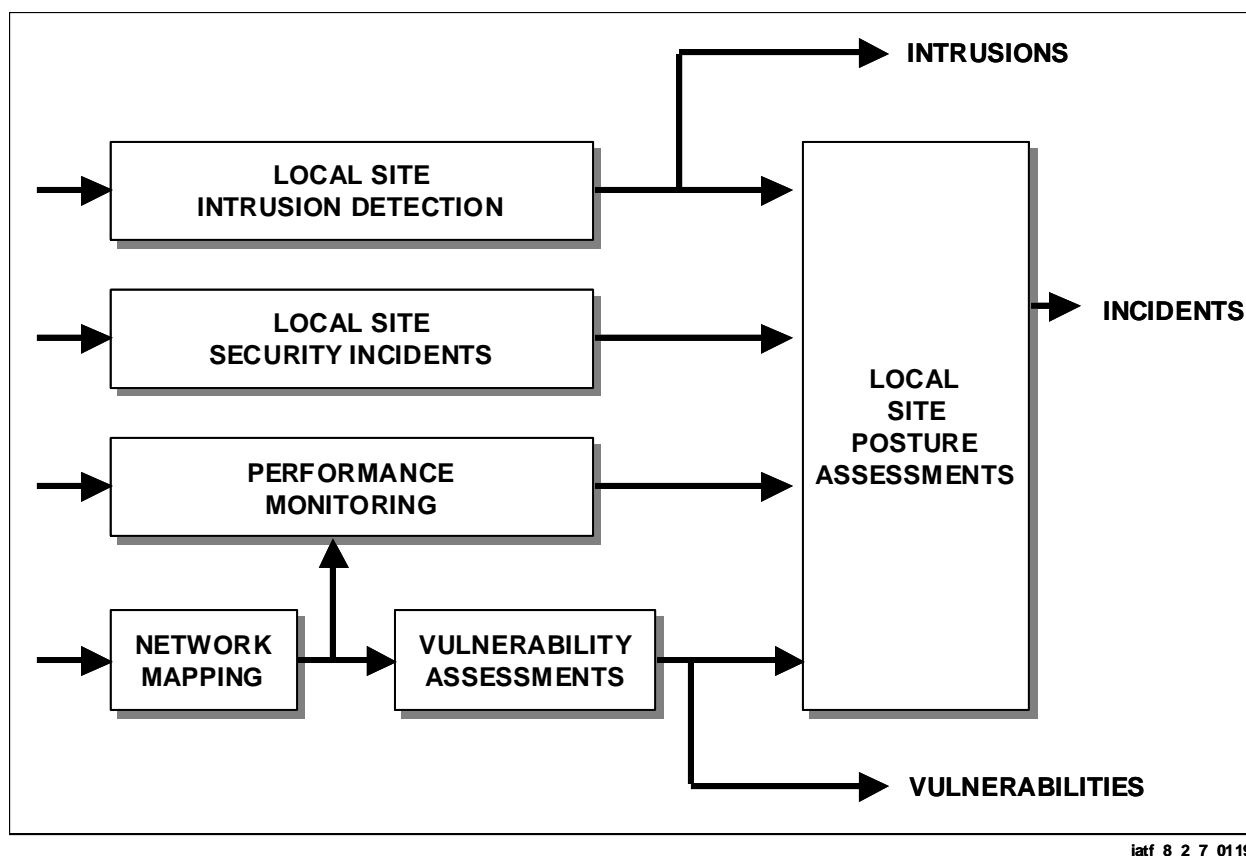 INTRUSIONS
LOCAL SITE
INTRUSION DETECTION
LOCAL SITE
SECURITY INCIDENTS
INCIDENTS
LOCAL
SITE
POSTURE
ASSESSMENTS
PERFORMANCE
MONITORING
NETWORK
MAPPING
VULNERABILITY
ASSESSMENTS
VULNERABILITIES
iatf_8_2_7_0119